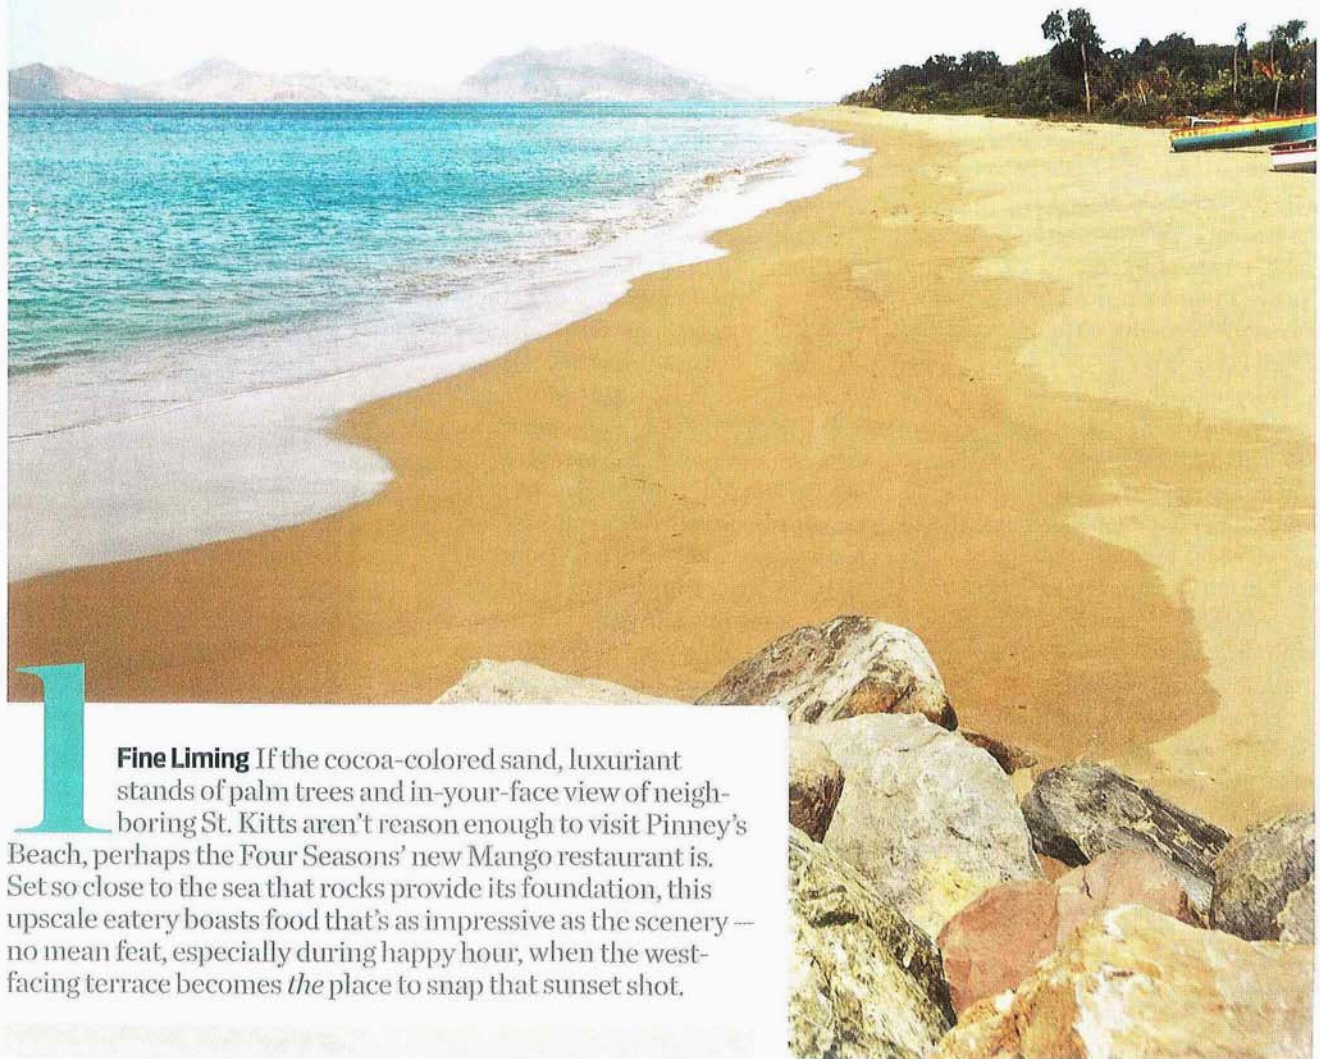 1
Fine Liming If the cocoa-colored sand, luxuriant
stands of palm trees and in-your-face view of neigh-
boring St. Kitts aren't reason enough to visit Pinney's
Beach, perhaps the Four Seasons' new Mango restaurant is.
Set so close to the sea that rocks provide its foundation, this
upscale eatery boasts food that's as impressive as the scenery —
no mean feat, especially during happy hour, when the west-
facing terrace becomes the place to snap that sunset shot.